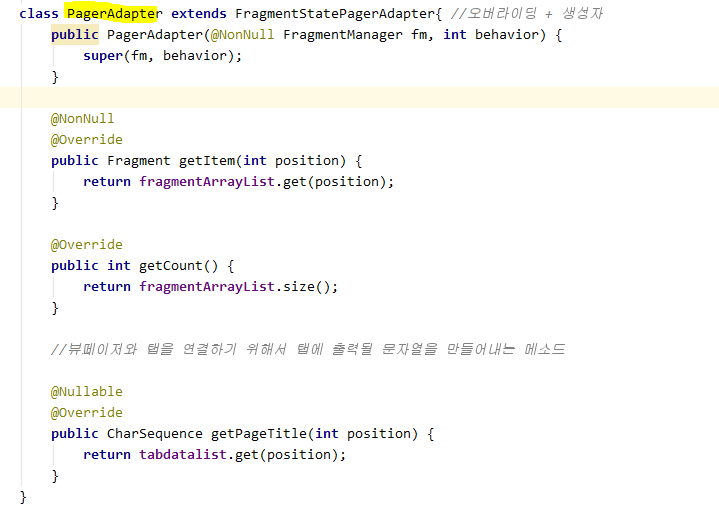 class PagerAdapter extends FragmentStatePagerAdapter{ //오버라이딩 + 생성자
public PagerAdapter(@NonNull FragmentManager fm, int behavior) {
super(fm, behavior);
}
@NonNull
@Override
public Fragment getItem(int position) {
return fragmentArrayList.get(position);
}
@Override
public int getCount() {
return fragmentArrayList.size();
}
//뷰페이저와 탭을 연결하기 위해서 탭에 출력될 문자열을 만들어내는 메소드
@Nullable
@Override
public CharSequence getPageTitle(int position) {
return tabdatalist.get(position);
}
}